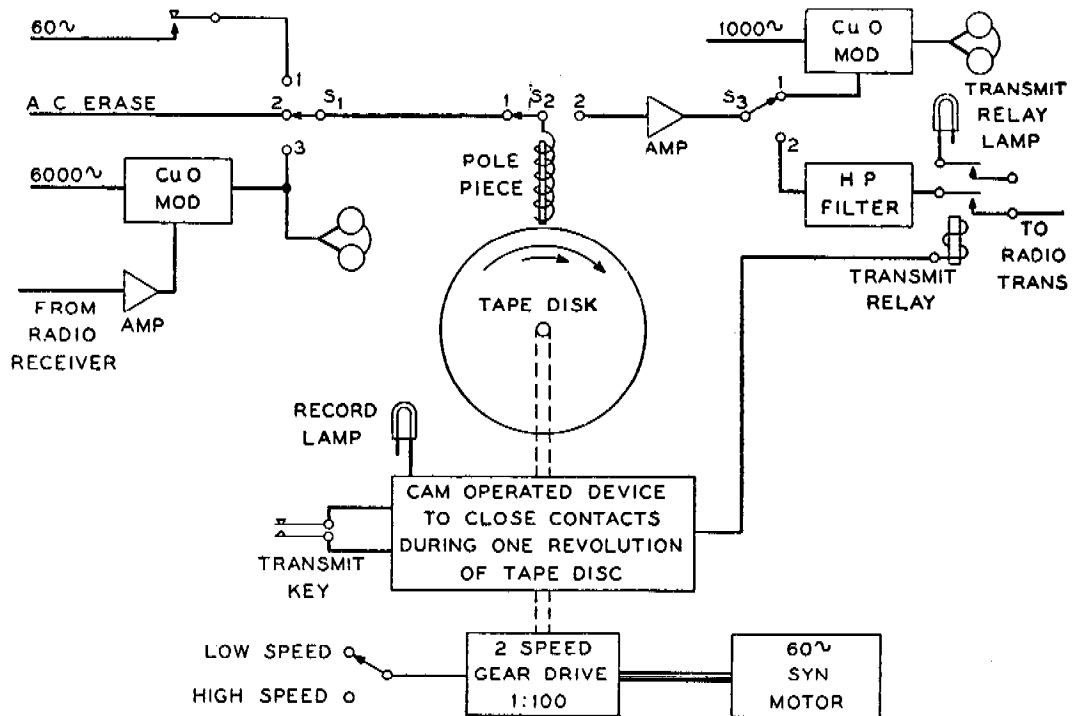 60~
1
A C ERASE
2
S1
3
6000~
CuO
MOD
AMP
FROM
RADIO
RECEIVER
1
S2
2
POLE
PIECE
AMP
S3
1
2
1000~
CuO
MOD
TRANSMIT
RELAY
LAMP
H P
FILTER
TO
RADIO
TRANS
TRANSMIT
RELAY
TAPE DISK
RECORD
LAMP
CAM OPERATED DEVICE
TO CLOSE CONTACTS
DURING ONE REVOLUTION
OF TAPE DISC
TRANSMIT
KEY
LOW SPEED
HIGH SPEED
2 SPEED
GEAR DRIVE
1:100
60~
SYN
MOTOR